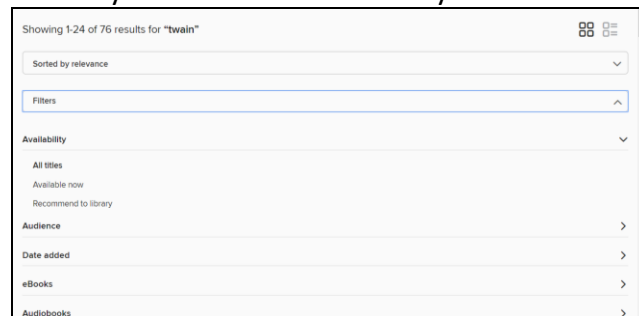 Showing 1-24 of 76 results for “twain”
Sorted by relevance
Filters
Availability
All titles
Available now
Recommend to library
Audience
Date added
eBooks
Audiobooks